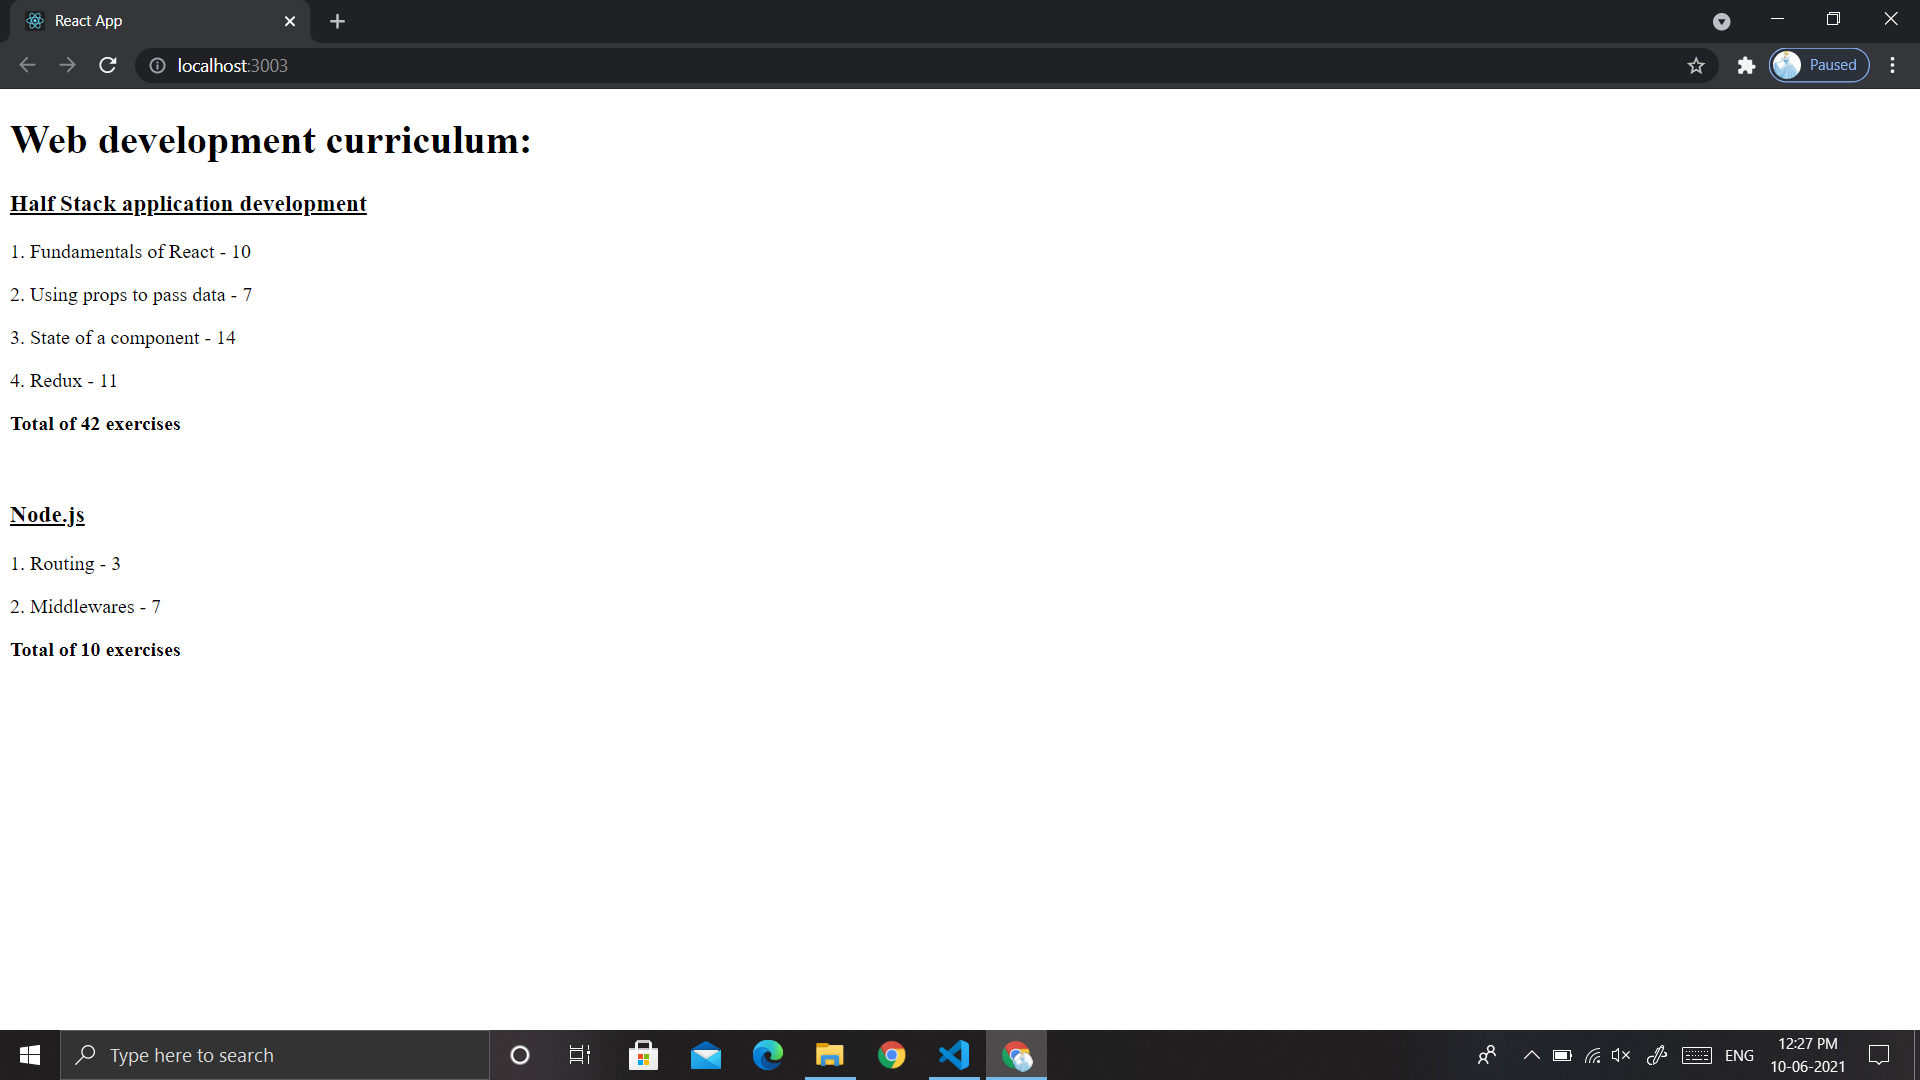 React App
localhost:3003
Paused
Web development curriculum:
Half Stack application development
1. Fundamentals of React - 10
2. Using props to pass data - 7
3. State of a component - 14
4. Redux - 11
Total of 42 exercises
Node.js
1. Routing - 3
2. Middlewares - 7
Total of 10 exercises
Type here to search
ENG
12:27 PM
10-06-2021